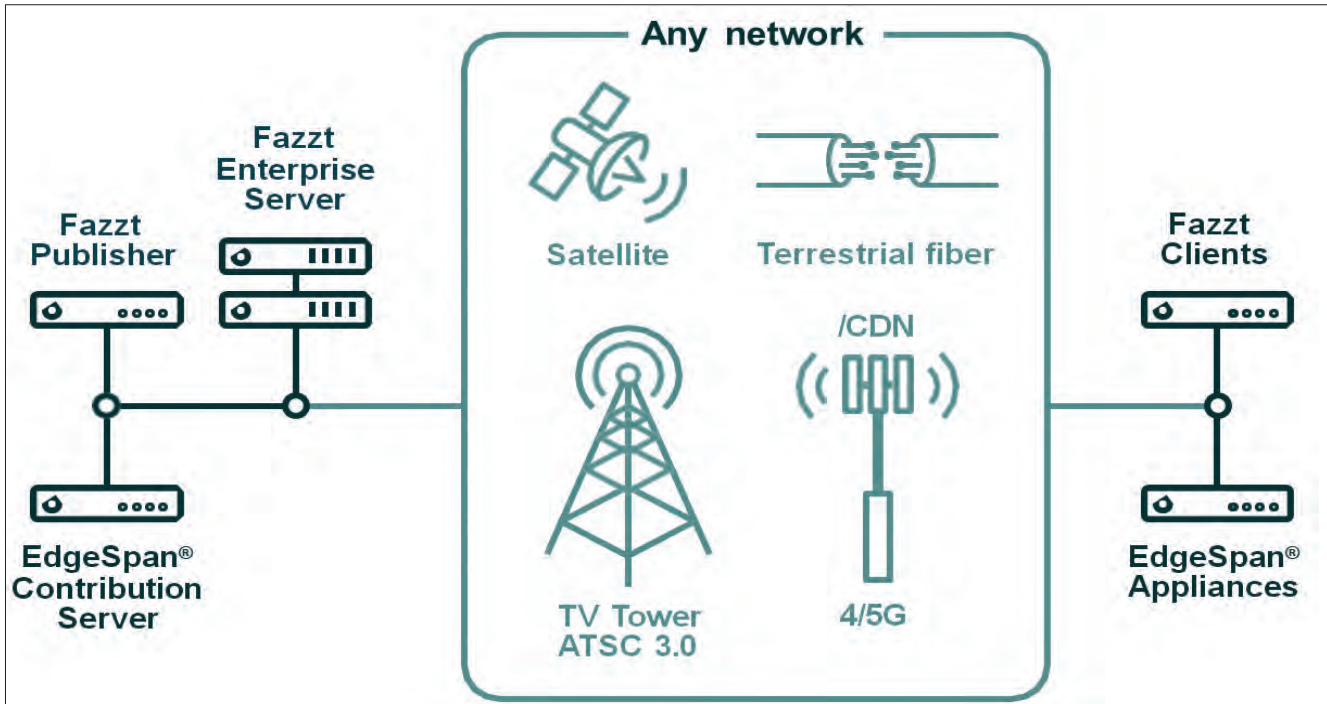 Any network
Fazzt
Enterprise
Server
Fazzt
Publisher
EdgeSpan®
Contribution
Server
Satellite
Terrestrial fiber
/CDN
TV Tower
ATSC 3.0
4/5G
Fazzt
Clients
EdgeSpan®
Appliances